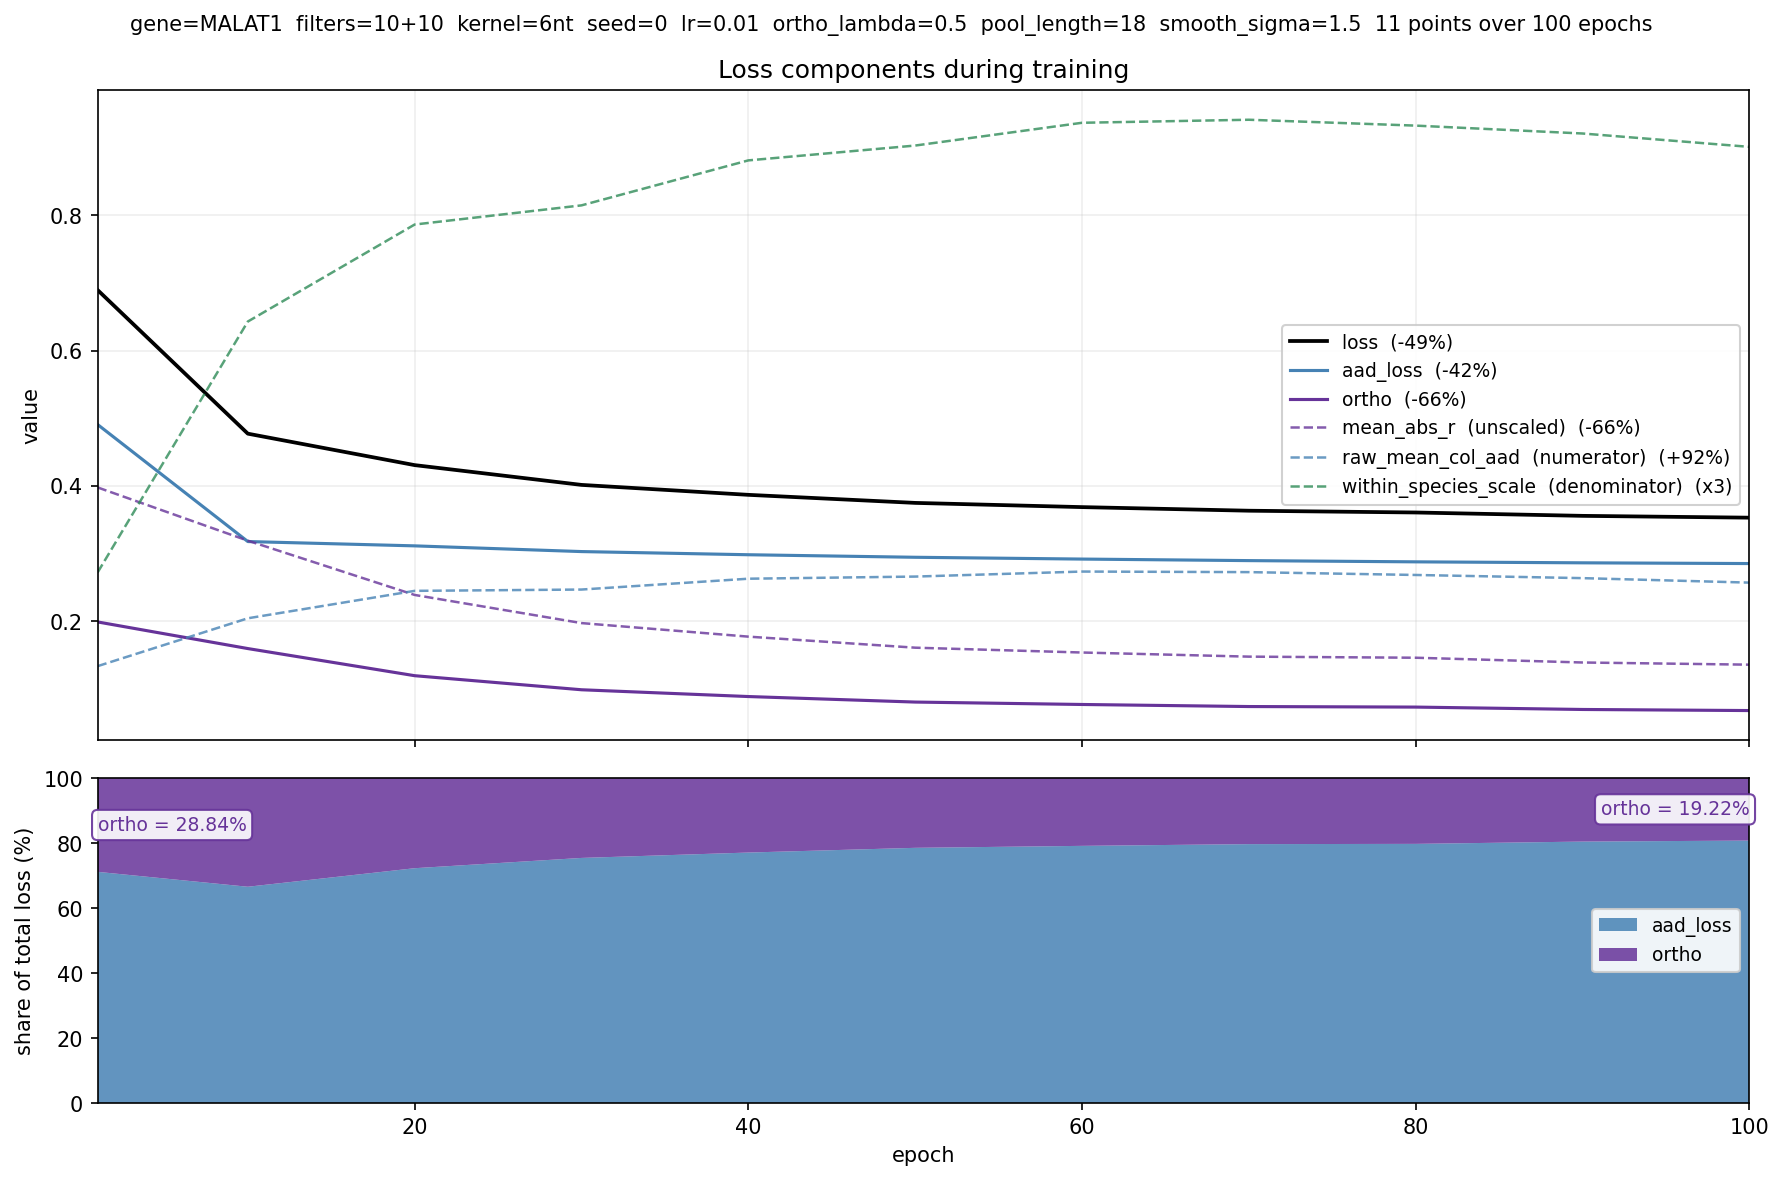 gene=MALAT1  filters=10+10  kernel=6nt  seed=0  lr=0.01  ortho_lambda=0.5  pool_length=18  smooth_sigma=1.5  11 points over 100 epochs
Loss components during training
value
0.8
0.6
0.4
0.2
loss  (-49%)
aad_loss  (-42%)
ortho  (-66%)
mean_abs_r  (unscaled)  (-66%)
raw_mean_col_aad  (numerator)  (+92%)
within_species_scale  (denominator)  (x3)
share of total loss (%)
100
80
60
40
20
0
ortho = 28.84%
ortho = 19.22%
aad_loss
ortho
20
40
60
80
100
epoch